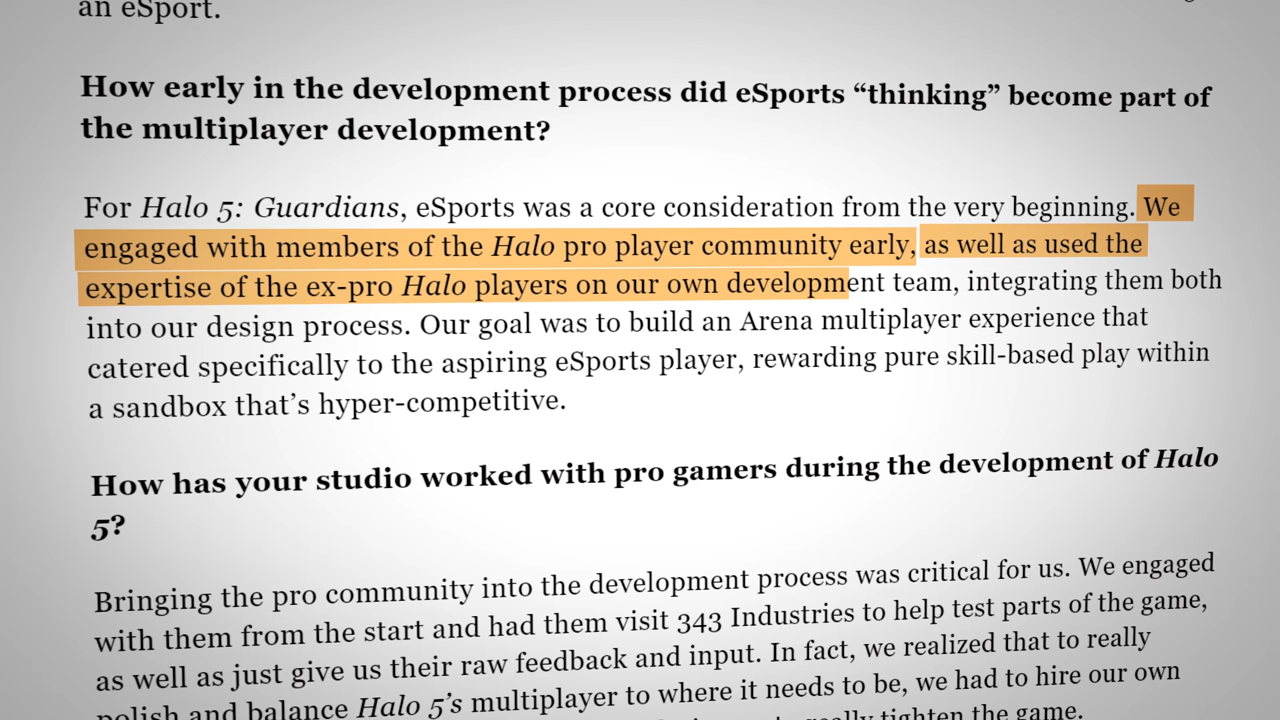 an eSport.
How early in the development process did eSports “thinking” become part of
the multiplayer development?
For Halo 5: Guardians, eSports was a core consideration from the very beginning. We
engaged with members of the Halo pro player community early, as well as used the
expertise of the ex-pro Halo players on our own development team, integrating them both
into our design process. Our goal was to build an Arena multiplayer experience that
catered specifically to the aspiring eSports player, rewarding pure skill-based play within
a sandbox that’s hyper-competitive.
How has your studio worked with pro gamers during the development of Halo
5?
Bringing the pro community into the development process was critical for us. We engaged
with them from the start and had them visit 343 Industries to help test parts of the game,
as well as just give us their raw feedback and input. In fact, we realized that to really
polish and balance Halo 5’s multiplayer to where it needs to be, we had to hire our own
really tighten the game.